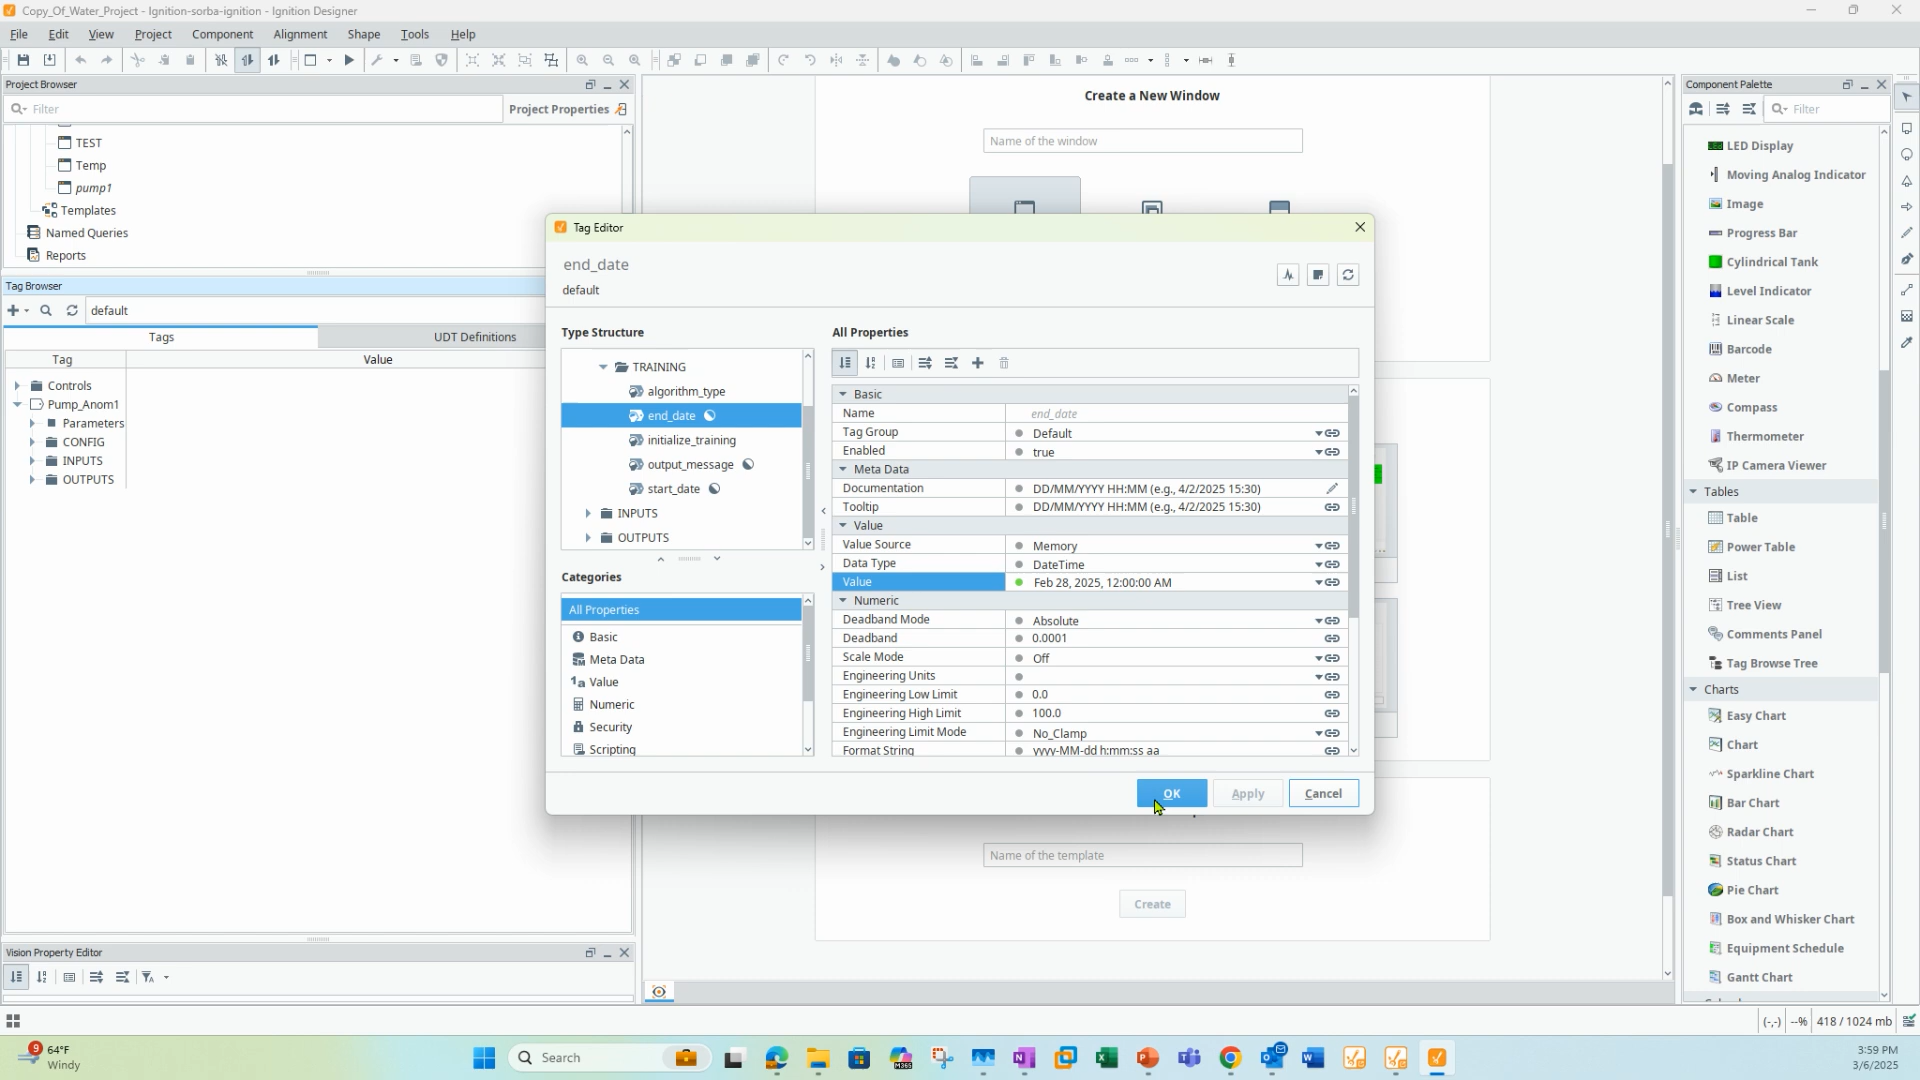 Copy_Of_Water_Project - Ignition-sorba-ignition - Ignition Designer
File Edit View Project Component Alignment Shape Tools Help
Project Browser
Filter
Project Properties
TEST
Temp
pump1
Templates
Named Queries
Reports
Tag Browser
default
Tags UDT Definitions
Tag Value
Controls
Pump_Anom1
Parameters
CONFIG
INPUTS
OUTPUTS
Vision Property Editor
Create a New Window
Name of the window
Tag Editor
end_date
default
Type Structure
TRAINING
algorithm_type
end_date
initialize_training
output_message
start_date
INPUTS
OUTPUTS
Categories
All Properties
Basic
Meta Data
Value
Numeric
Security
Scripting
All Properties
Basic
Name end_date
Tag Group Default
Enabled true
Meta Data
Documentation DD/MM/YYYY HH:MM (e.g., 4/2/2025 15:30)
Tooltip DD/MM/YYYY HH:MM (e.g., 4/2/2025 15:30)
Value
Value Source Memory
Data Type DateTime
Value Feb 28, 2025, 12:00:00 AM
Numeric
Deadband Mode Absolute
Deadband 0.0001
Scale Mode Off
Engineering Units
Engineering Low Limit 0.0
Engineering High Limit 100.0
Engineering Limit Mode No_Clamp
Format String yyyy-MM-dd h:mm:ss aa
OK Apply Cancel
Name of the template
Create
Component Palette
Filter
LED Display
Moving Analog Indicator
Image
Progress Bar
Cylindrical Tank
Level Indicator
Linear Scale
Barcode
Meter
Compass
Thermometer
IP Camera Viewer
Tables
Table
Power Table
List
Tree View
Comments Panel
Tag Browse Tree
Charts
Easy Chart
Chart
Sparkline Chart
Bar Chart
Radar Chart
Status Chart
Pie Chart
Box and Whisker Chart
Equipment Schedule
Gantt Chart
(-,-) --% 418 / 1024 mb
9
64°F
Windy
Search
M365
3:59 PM
3/6/2025